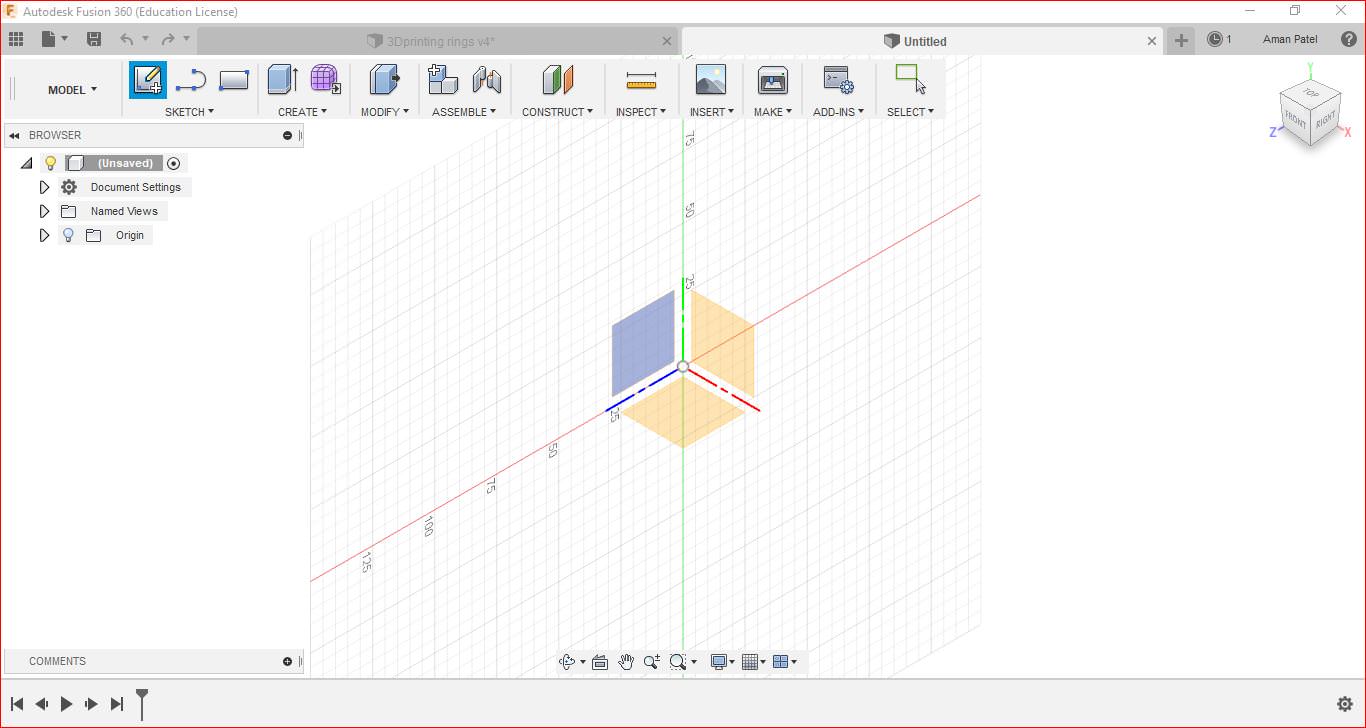 Autodesk Fusion 360 (Education License)
3Dprinting rings v4*
Untitled
1
Aman Patel
MODEL
SKETCH
CREATE
MODIFY
ASSEMBLE
CONSTRUCT
INSPECT
INSERT
MAKE
ADD-INS
SELECT
BROWSER
(Unsaved)
Document Settings
Named Views
Origin
Y
TOP
FRONT
RIGHT
Z
X
75
50
25
25
50
75
100
125
COMMENTS